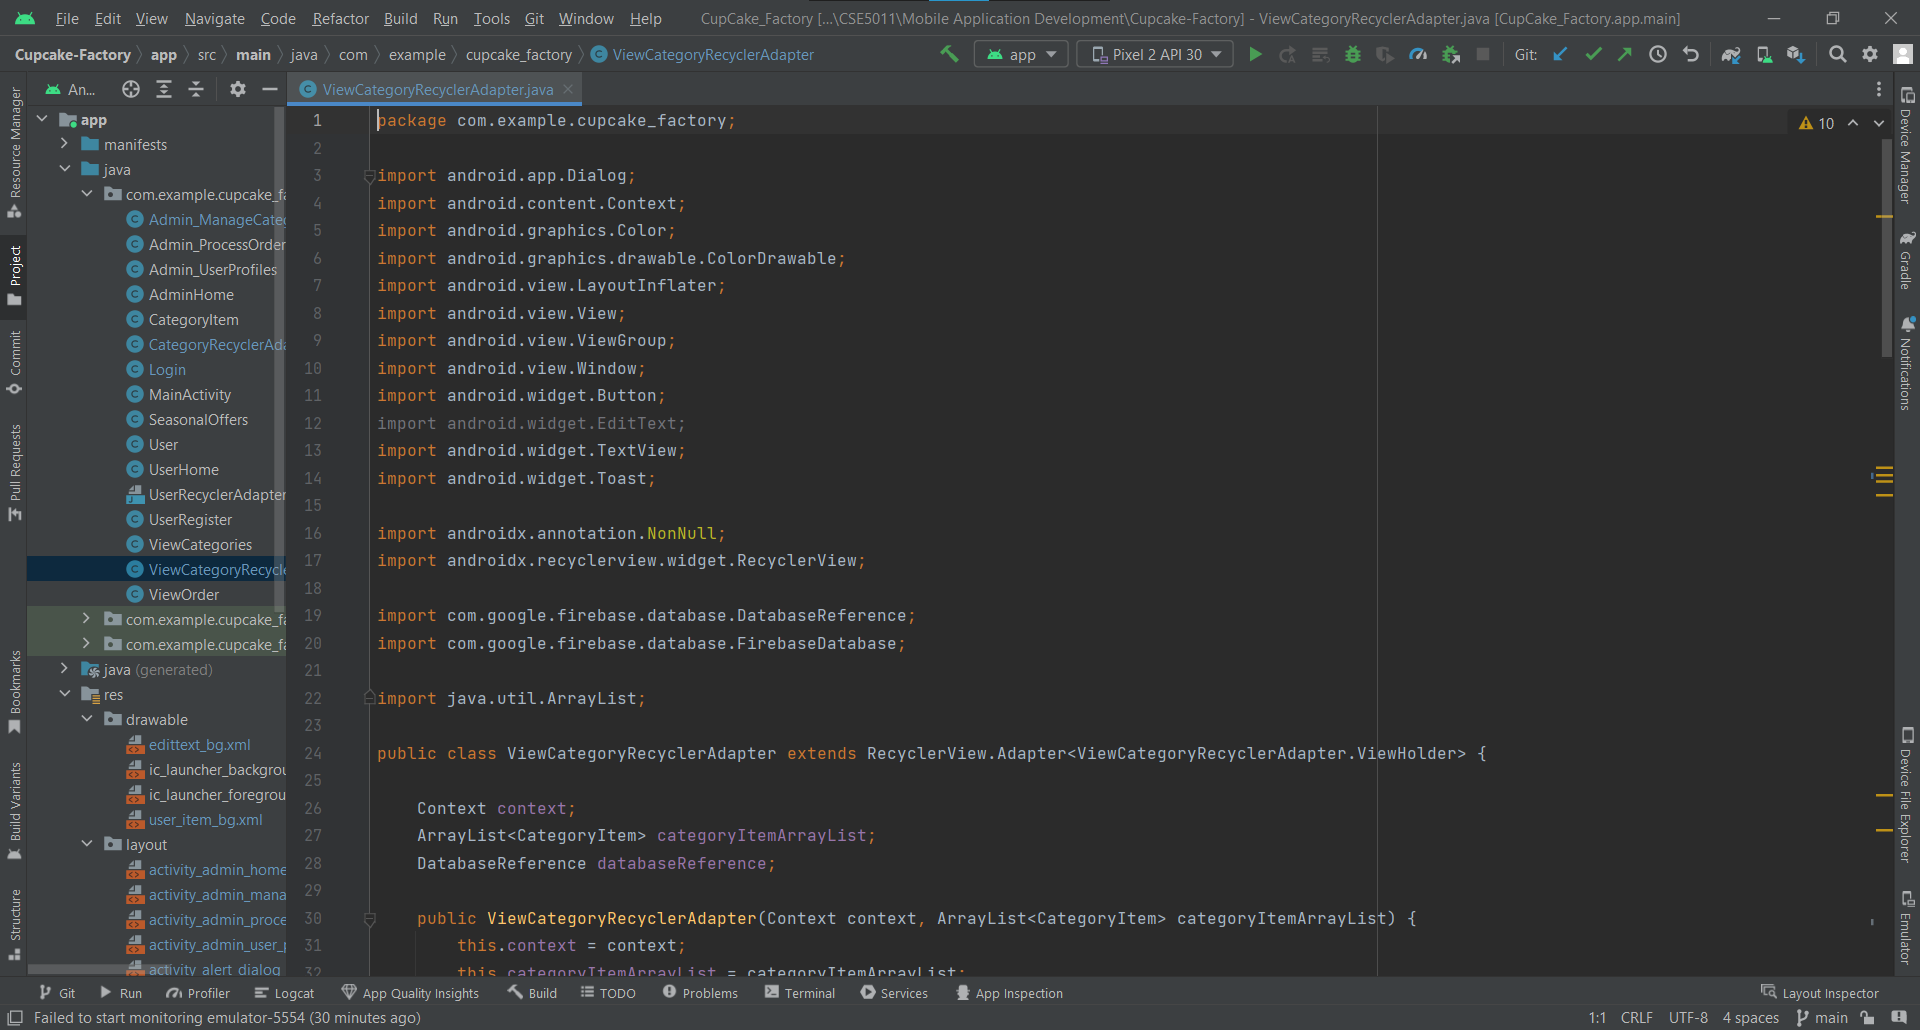 File Edit View Navigate Code Refactor Build Run Tools Git Window Help CupCake_Factory [...\CSE5011\Mobile Application Development\Cupcake-Factory] - ViewCategoryRecyclerAdapter.java [CupCake_Factory.app.main]
Cupcake-Factory app src main java com example cupcake_factory ViewCategoryRecyclerAdapter app Pixel 2 API 30 Git:
An...
ViewCategoryRecyclerAdapter.java
Resource Manager
Project
Commit
Pull Requests
Bookmarks
Build Variants
Structure
app
manifests
java
com.example.cupcake_fa
Admin_ManageCateg
Admin_ProcessOrder
Admin_UserProfiles
AdminHome
CategoryItem
CategoryRecyclerAda
Login
MainActivity
SeasonalOffers
User
UserHome
UserRecyclerAdapter
UserRegister
ViewCategories
ViewCategoryRecycle
ViewOrder
com.example.cupcake_fa
com.example.cupcake_fa
java (generated)
res
drawable
edittext_bg.xml
ic_launcher_backgrou
ic_launcher_foregrou
user_item_bg.xml
layout
activity_admin_home
activity_admin_mana
activity_admin_proce
activity_admin_user_p
activity_alert_dialog
1 package com.example.cupcake_factory;
2
3 import android.app.Dialog;
4 import android.content.Context;
5 import android.graphics.Color;
6 import android.graphics.drawable.ColorDrawable;
7 import android.view.LayoutInflater;
8 import android.view.View;
9 import android.view.ViewGroup;
10 import android.view.Window;
11 import android.widget.Button;
12 import android.widget.EditText;
13 import android.widget.TextView;
14 import android.widget.Toast;
15
16 import androidx.annotation.NonNull;
17 import androidx.recyclerview.widget.RecyclerView;
18
19 import com.google.firebase.database.DatabaseReference;
20 import com.google.firebase.database.FirebaseDatabase;
21
22 import java.util.ArrayList;
23
24 public class ViewCategoryRecyclerAdapter extends RecyclerView.Adapter<ViewCategoryRecyclerAdapter.ViewHolder> {
25
26 Context context;
27 ArrayList<CategoryItem> categoryItemArrayList;
28 DatabaseReference databaseReference;
29
30 public ViewCategoryRecyclerAdapter(Context context, ArrayList<CategoryItem> categoryItemArrayList) {
31 this.context = context;
32 this.categoryItemArrayList = categoryItemArrayList;
10
Device Manager
Gradle
Notifications
Device File Explorer
Emulator
Git Run Profiler Logcat App Quality Insights Build TODO Problems Terminal Services App Inspection Layout Inspector
Failed to start monitoring emulator-5554 (30 minutes ago) 1:1 CRLF UTF-8 4 spaces main